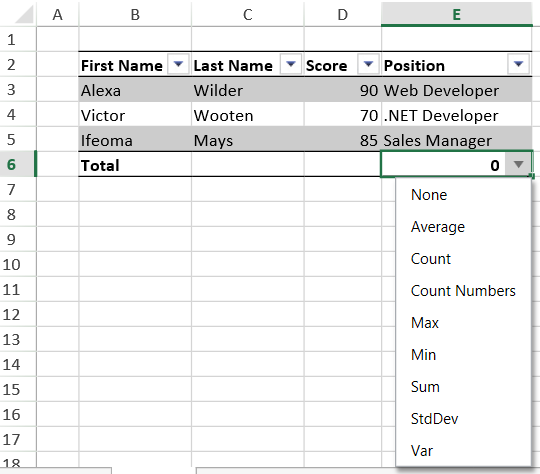 A B C D E
1
2 First Name Last Name Score Position
3 Alexa Wilder 90 Web Developer
4 Victor Wooten 70 .NET Developer
5 Ifeoma Mays 85 Sales Manager
6 Total 0
7 None
8 Average
9 Count
10
11 Count Numbers
12 Max
13 Min
14
15 Sum
16 StdDev
17 Var
18